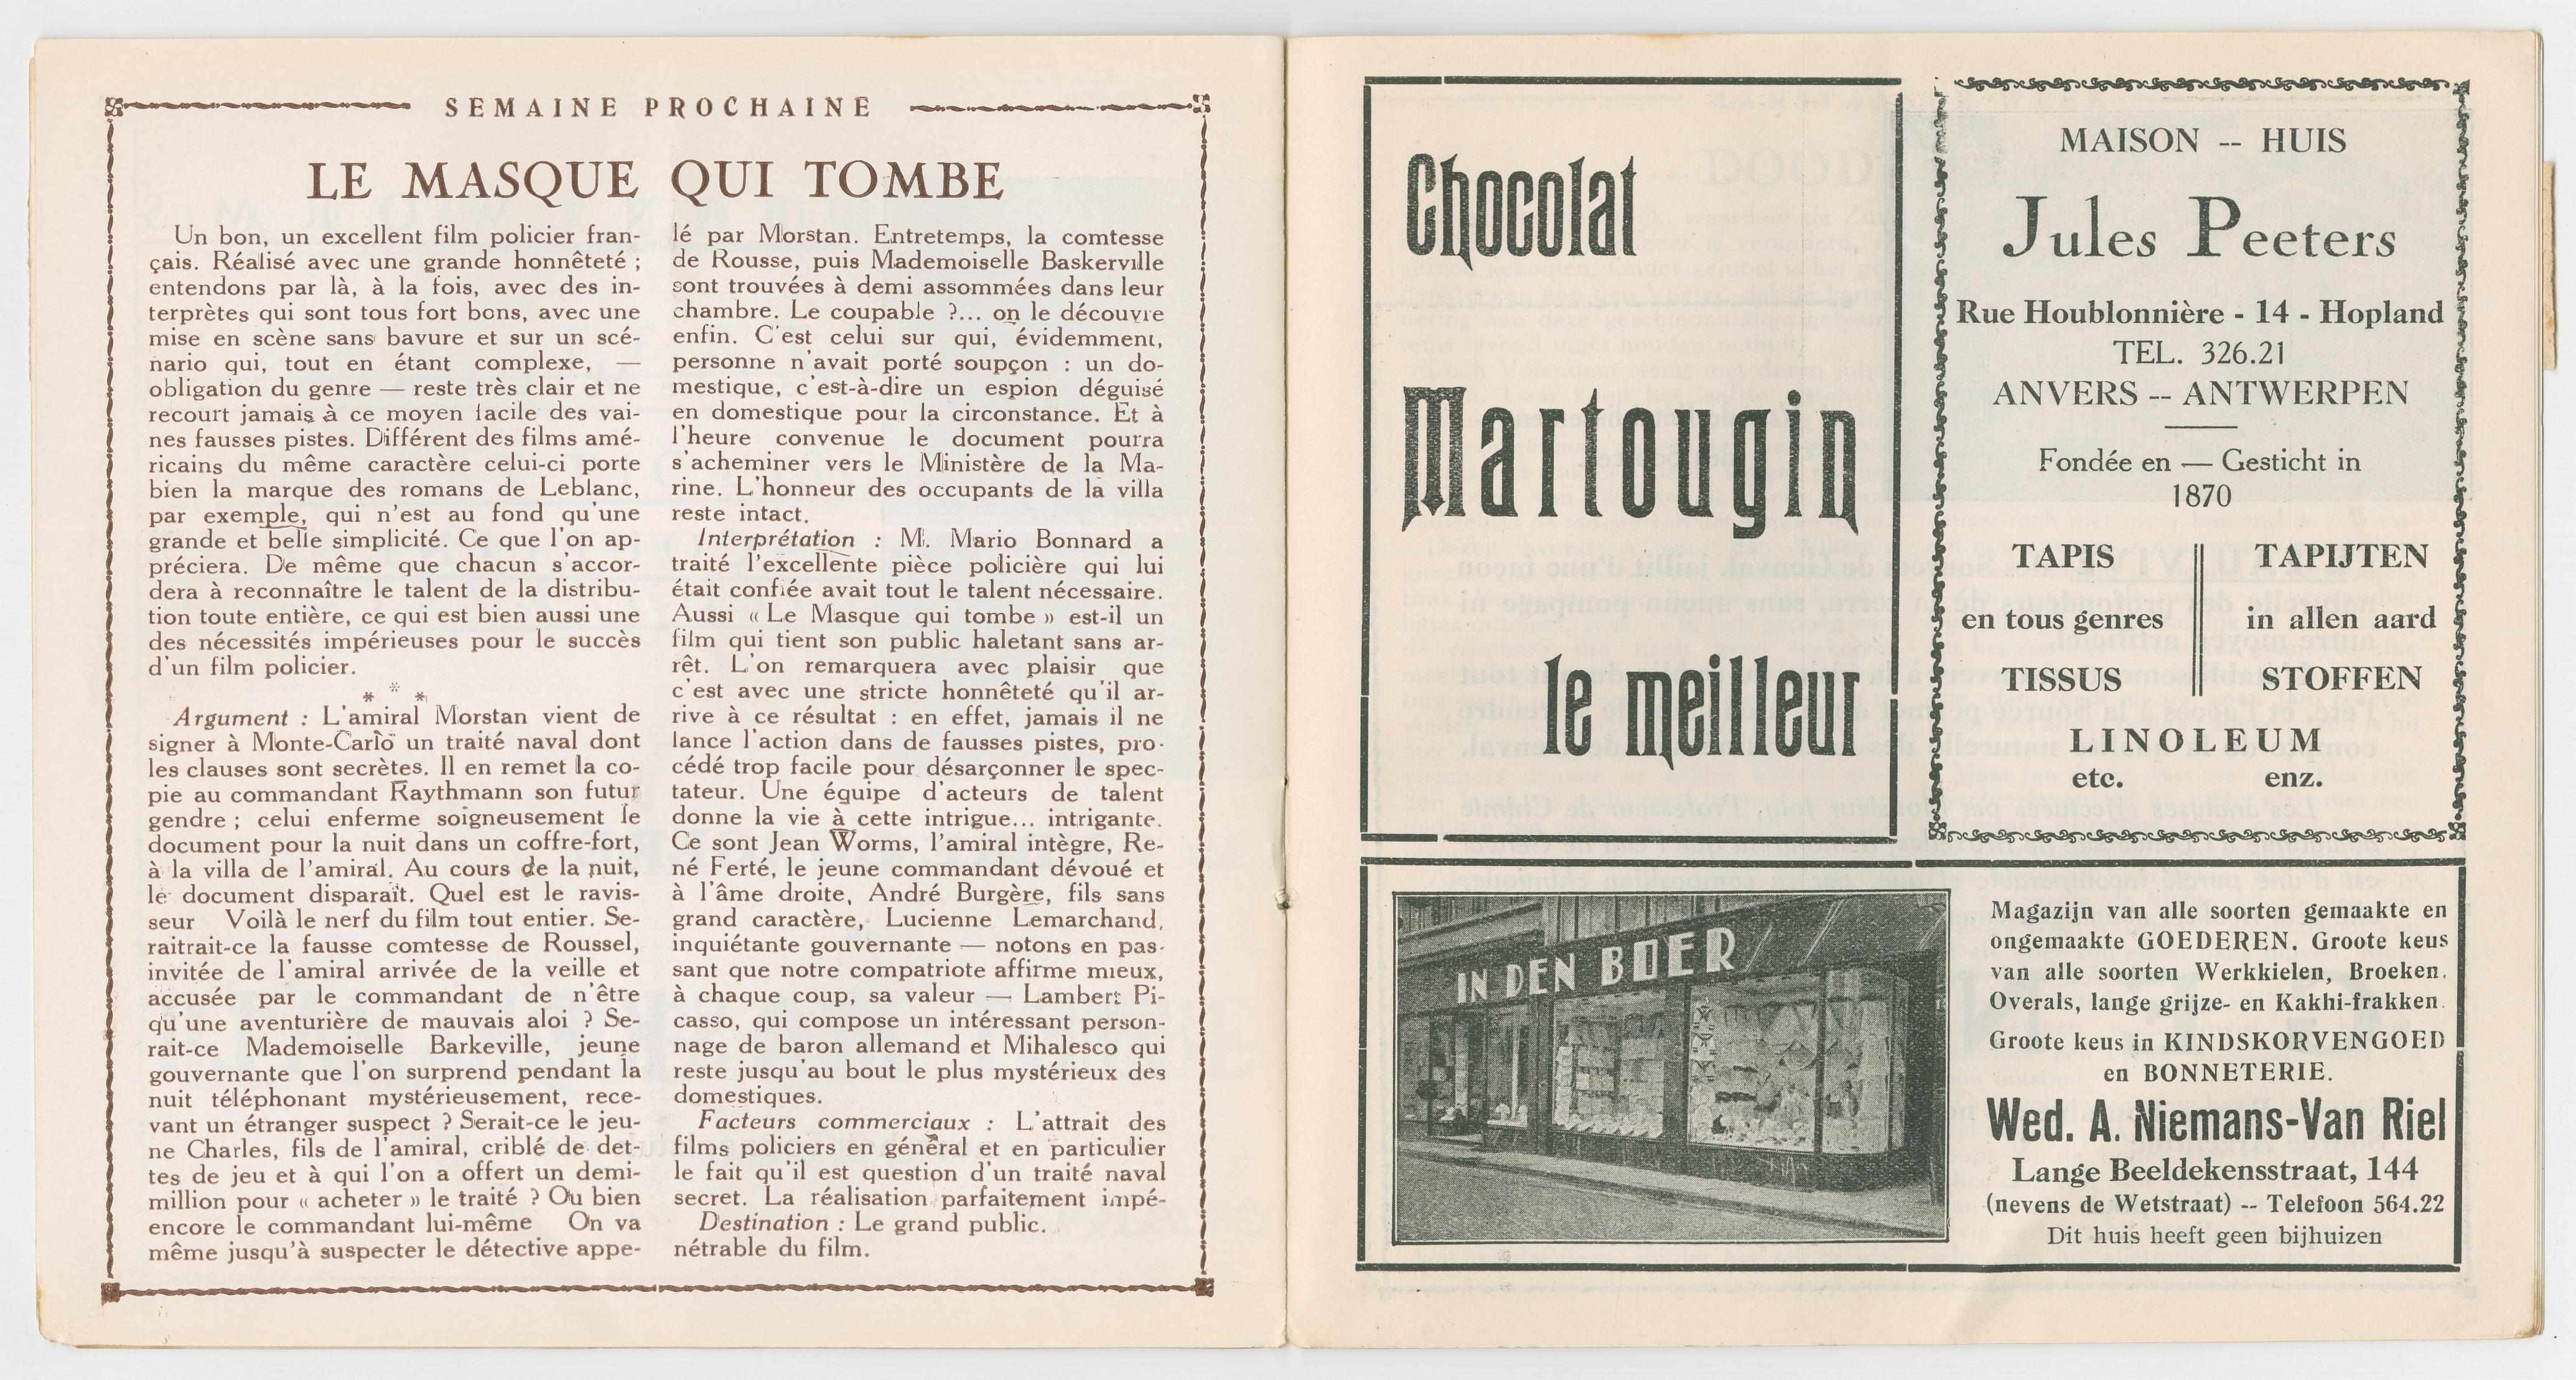 SEMAINE PROCHAINE
LE MASQUE QUI TOMBE
Un bon, un excellent film policier fran-
çais. Réalisé avec une grande honnêteté ;
entendons par là, à la fois, avec des in-
terprètes qui sont tous fort bons, avec une
mise en scène sans bavure et sur un scé-
nario qui, tout en étant complexe, —
obligation du genre — reste très clair et ne
recourt jamais à ce moyen facile des vai-
nes fausses pistes. Différent des films amé-
ricains du même caractère celui-ci porte
bien la marque des romans de Leblanc,
par exemple, qui n'est au fond qu'une
grande et belle simplicité. Ce que l'on ap-
préciera. De même que chacun s'accor-
dera à reconnaître le talent de la distribu-
tion toute entière, ce qui est bien aussi une
des nécessités impérieuses pour le succès
d'un film policier.
* * *
Argument : L'amiral Morstan vient de
signer à Monte-Carlo un traité naval dont
les clauses sont secrètes. Il en remet la co-
pie au commandant Raythmann son futur
gendre ; celui enferme soigneusement le
document pour la nuit dans un coffre-fort,
à la villa de l'amiral. Au cours de la nuit,
le document disparaît. Quel est le ravis-
seur Voilà le nerf du film tout entier. Se-
raitrait-ce la fausse comtesse de Roussel,
invitée de l'amiral arrivée de la veille et
accusée par le commandant de n'être
qu'une aventurière de mauvais aloi ? Se-
rait-ce Mademoiselle Barkeville, jeune
gouvernante que l'on surprend pendant la
nuit téléphonant mystérieusement, rece-
vant un étranger suspect ? Serait-ce le jeu-
ne Charles, fils de l'amiral, criblé de det-
tes de jeu et à qui l'on a offert un demi-
million pour « acheter » le traité ? Ou bien
encore le commandant lui-même On va
même jusqu'à suspecter le détective appe-
lé par Morstan. Entretemps, la comtesse
de Rousse, puis Mademoiselle Baskerville
sont trouvées à demi assommées dans leur
chambre. Le coupable ?... on le découvre
enfin. C'est celui sur qui, évidemment,
personne n'avait porté soupçon : un do-
mestique, c'est-à-dire un espion déguisé
en domestique pour la circonstance. Et à
l'heure convenue le document pourra
s'acheminer vers le Ministère de la Ma-
rine. L'honneur des occupants de la villa
reste intact.
Interprétation : M. Mario Bonnard a
traité l'excellente pièce policière qui lui
était confiée avait tout le talent nécessaire.
Aussi « Le Masque qui tombe » est-il un
film qui tient son public haletant sans ar-
rêt. L'on remarquera avec plaisir que
c'est avec une stricte honnêteté qu'il ar-
rive à ce résultat : en effet, jamais il ne
lance l'action dans de fausses pistes, pro-
cédé trop facile pour désarçonner le spec-
tateur. Une équipe d'acteurs de talent
donne la vie à cette intrigue... intrigante.
Ce sont Jean Worms, l'amiral intègre, Re-
né Ferté, le jeune commandant dévoué et
à l'âme droite, André Burgère, fils sans
grand caractère, Lucienne Lemarchand,
inquiétante gouvernante — notons en pas-
sant que notre compatriote affirme mieux,
à chaque coup, sa valeur — Lambert Pi-
casso, qui compose un intéressant person-
nage de baron allemand et Mihalesco qui
reste jusqu'au bout le plus mystérieux des
domestiques.
Facteurs commerciaux : L'attrait des
films policiers en général et en particulier
le fait qu'il est question d'un traité naval
secret. La réalisation parfaitement impé-
Destination : Le grand public.
nétrable du film.
Chocolat
Martougin
le meilleur
MAISON -- HUIS
Jules Peeters
Rue Houblonnière - 14 - Hopland
TEL. 326.21
ANVERS -- ANTWERPEN
Fondée en — Gesticht in
1870
TAPIS TAPIJTEN
en tous genres in allen aard
TISSUS STOFFEN
LINOLEUM
etc. enz.
IN DEN BOER
Magazijn van alle soorten gemaakte en
ongemaakte GOEDEREN. Groote keus
van alle soorten Werkkielen, Broeken.
Overals, lange grijze- en Kakhi-frakken.
Groote keus in KINDSKORVENGOED
en BONNETERIE.
Wed. A. Niemans-Van Riel
Lange Beeldekensstraat, 144
(nevens de Wetstraat) -- Telefoon 564.22
Dit huis heeft geen bijhuizen